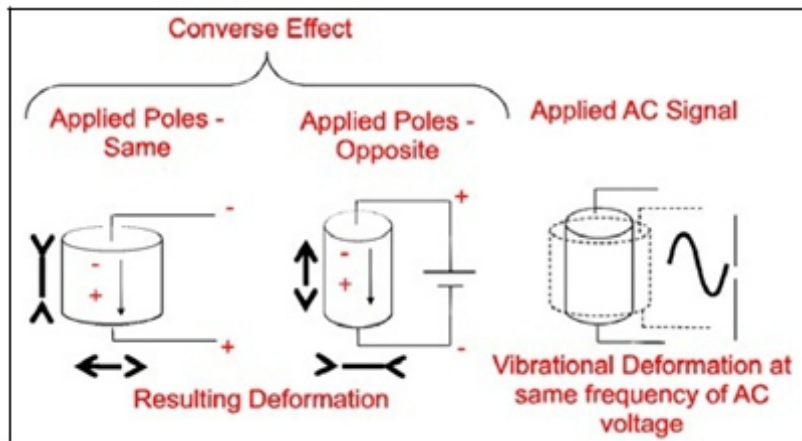 Converse Effect
Applied Poles -
Same
Applied Poles -
Opposite
Applied AC Signal
-
+
-
+
+
-
+
-
Resulting Deformation
Vibrational Deformation at
same frequency of AC
voltage